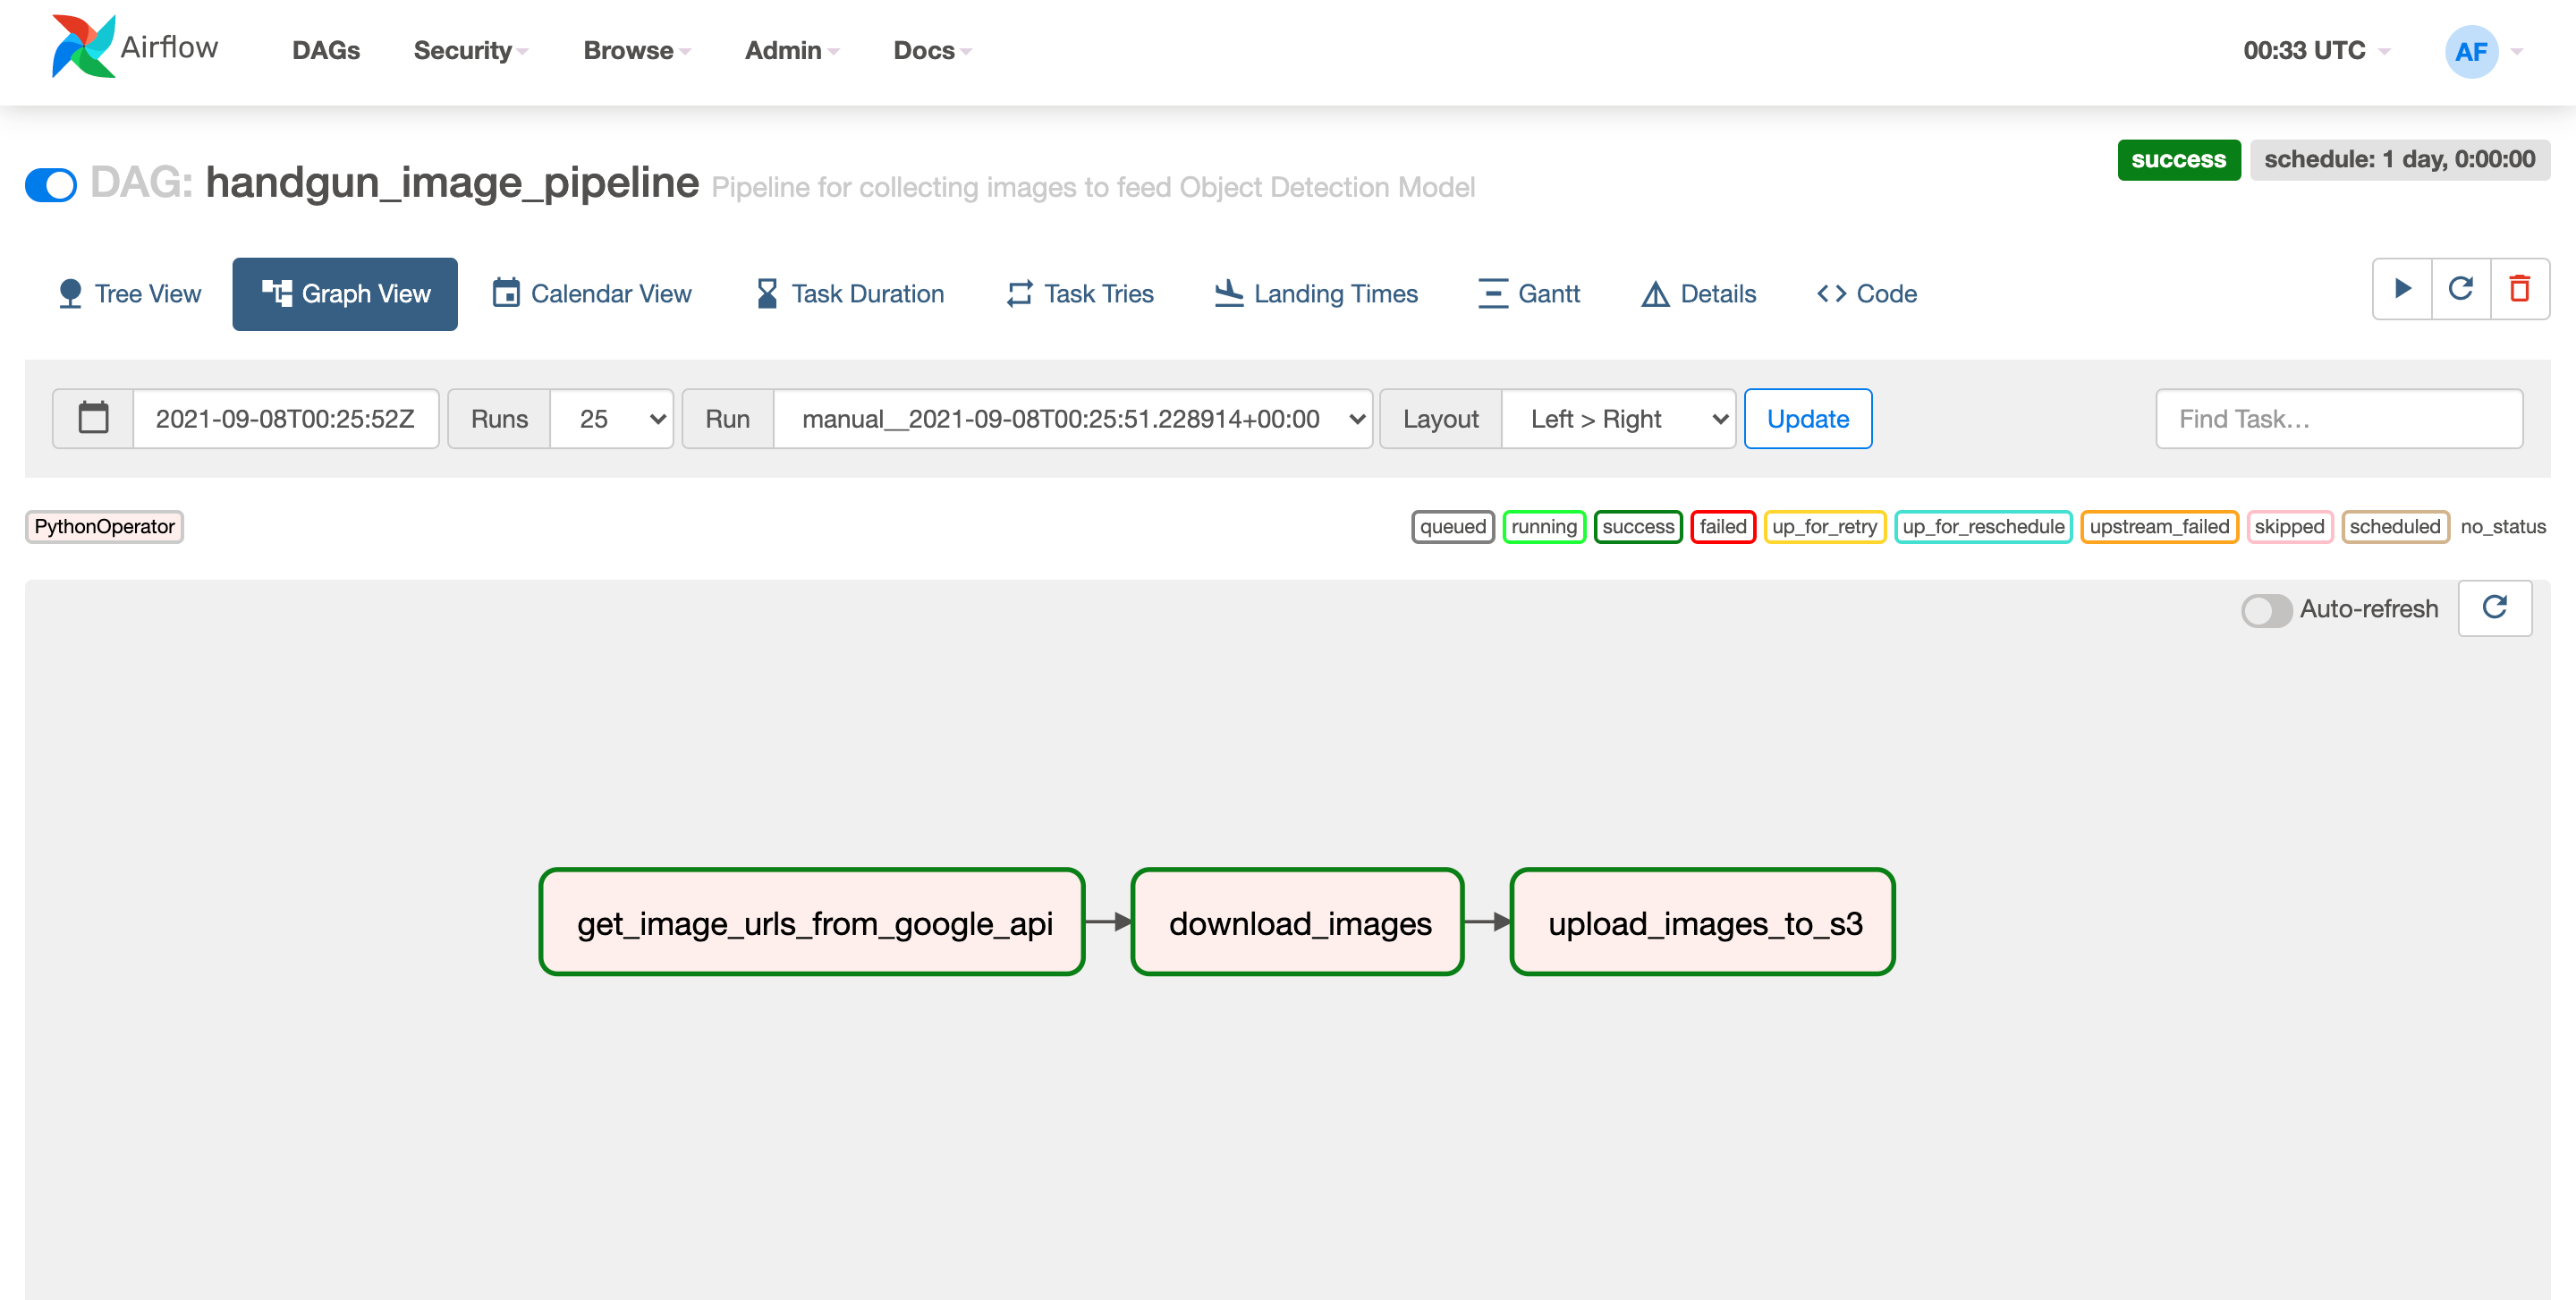 Airflow DAGs Security Browse Admin Docs 00:33 UTC AF
success schedule: 1 day, 0:00:00
DAG: handgun_image_pipeline Pipeline for collecting images to feed Object Detection Model
Tree View Graph View Calendar View Task Duration Task Tries Landing Times Gantt Details Code
2021-09-08T00:25:52Z Runs 25 Run manual__2021-09-08T00:25:51.228914+00:00 Layout Left > Right Update Find Task...
PythonOperator queued running success failed up_for_retry up_for_reschedule upstream_failed skipped scheduled no_status
Auto-refresh
get_image_urls_from_google_api download_images upload_images_to_s3